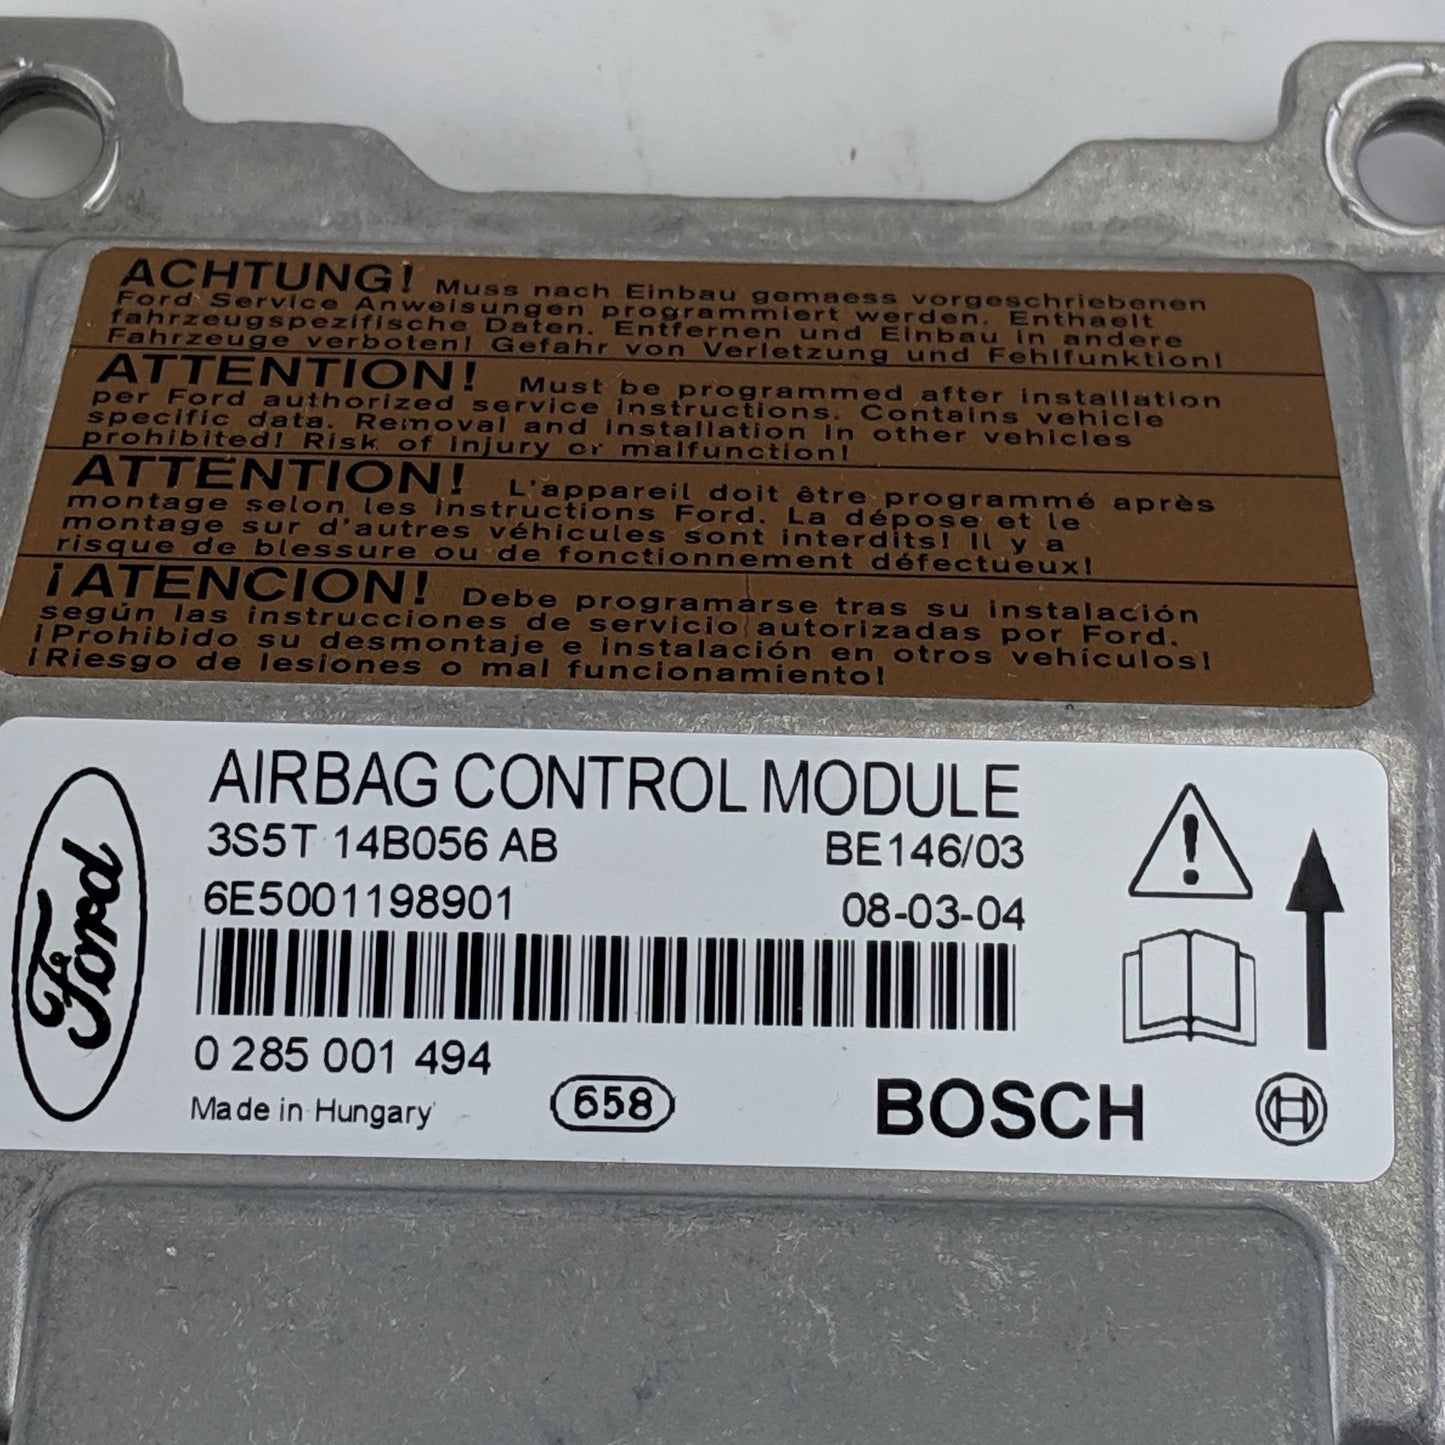 ACHTUNG! Muss nach Einbau gemaess vorgeschriebenen
Ford Service Anweisungen programmiert werden. Enthaelt
fahrzeugspezifische Daten. Entfernen und Einbau in andere
Fahrzeuge verboten! Gefahr von Verletzung und Fehlfunktion!
ATTENTION! Must be programmed after installation
per Ford authorized service instructions. Contains vehicle
specific data. Removal and installation in other vehicles
prohibited! Risk of injury or malfunction!
ATTENTION! L'appareil doit être programmé après
montage selon les instructions Ford. La dépose et le
montage sur d'autres véhicules sont interdits! Il y a
risque de blessure ou de fonctionnement défectueux!
¡ATENCION! Debe programarse tras su instalación
según las instrucciones de servicio autorizadas por Ford.
¡Prohibido su desmontaje e instalación en otros vehículos!
¡Riesgo de lesiones o mal funcionamiento!
Ford
AIRBAG CONTROL MODULE
3S5T 14B056 AB BE146/03
6E5001198901 08-03-04
0 285 001 494
Made in Hungary 658 BOSCH